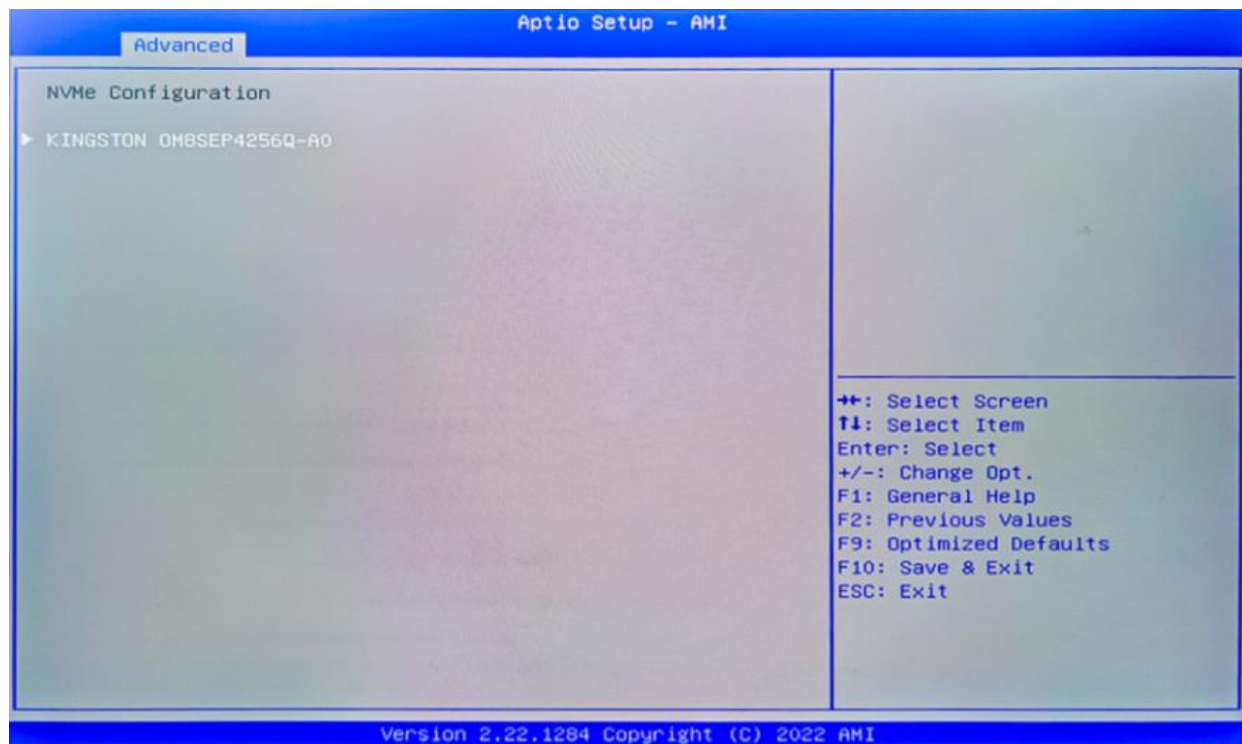 Aptio Setup - AMI
Advanced
NVMe Configuration
▶ KINGSTON OM8SEP4256Q-A0
→←: Select Screen
↑↓: Select Item
Enter: Select
+/-: Change Opt.
F1: General Help
F2: Previous Values
F9: Optimized Defaults
F10: Save & Exit
ESC: Exit
Version 2.22.1284 Copyright (C) 2022 AMI